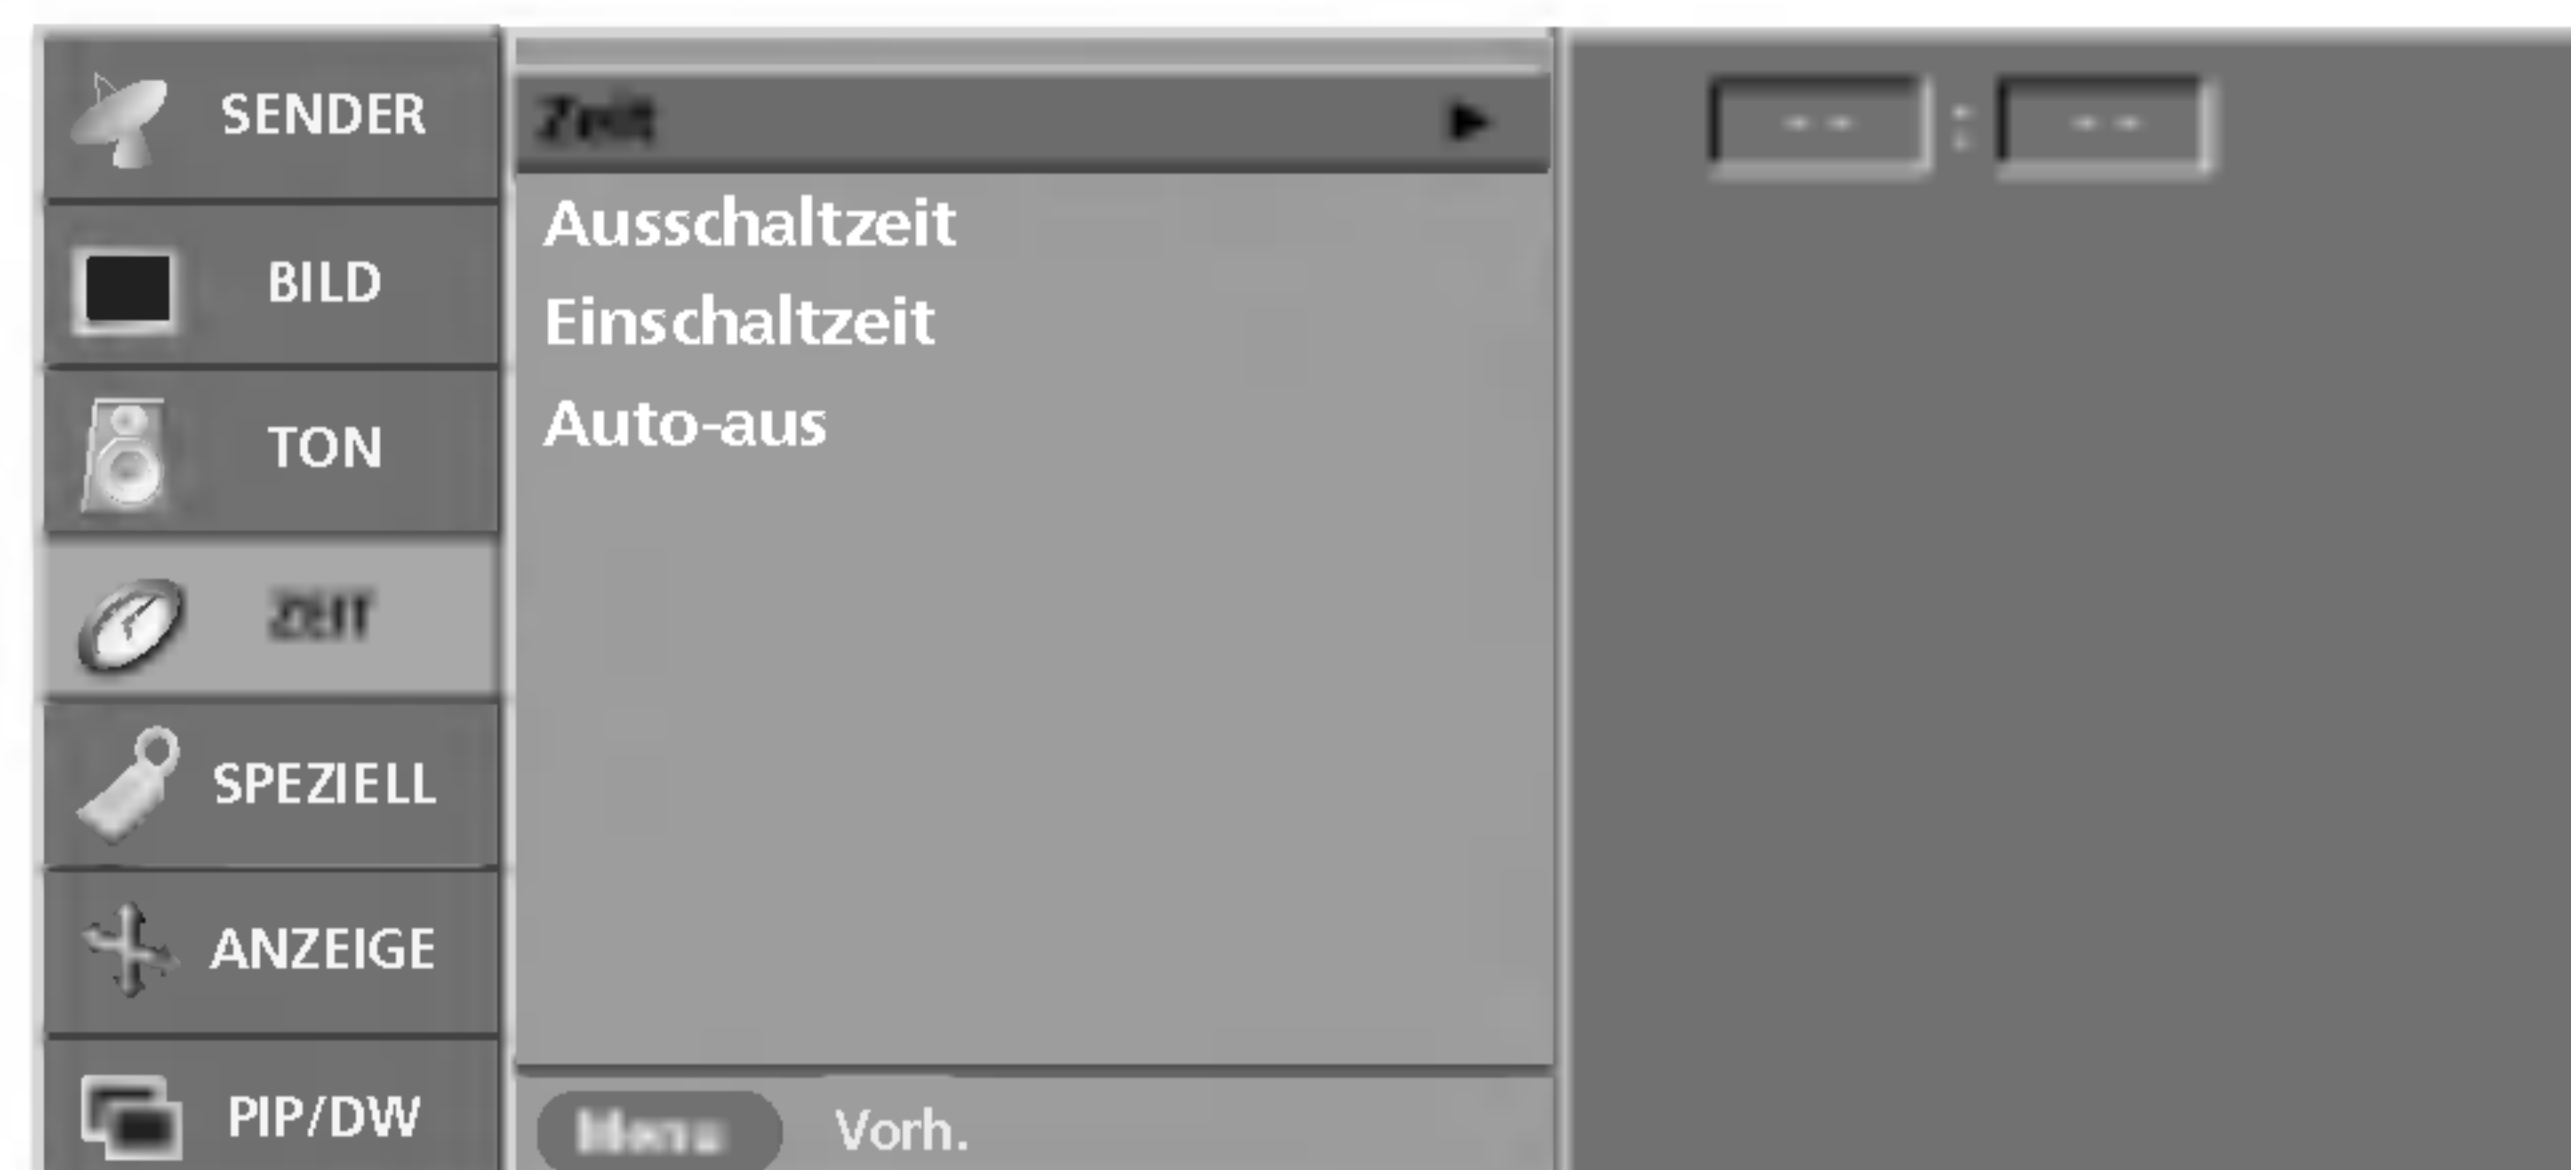 SENDER
BILD
TON
ZEIT
SPEZIELL
ANZEIGE
PIP/DW
Zeit ►
Ausschaltzeit
Einschaltzeit
Auto-aus
Menu Vorh.
-- : --